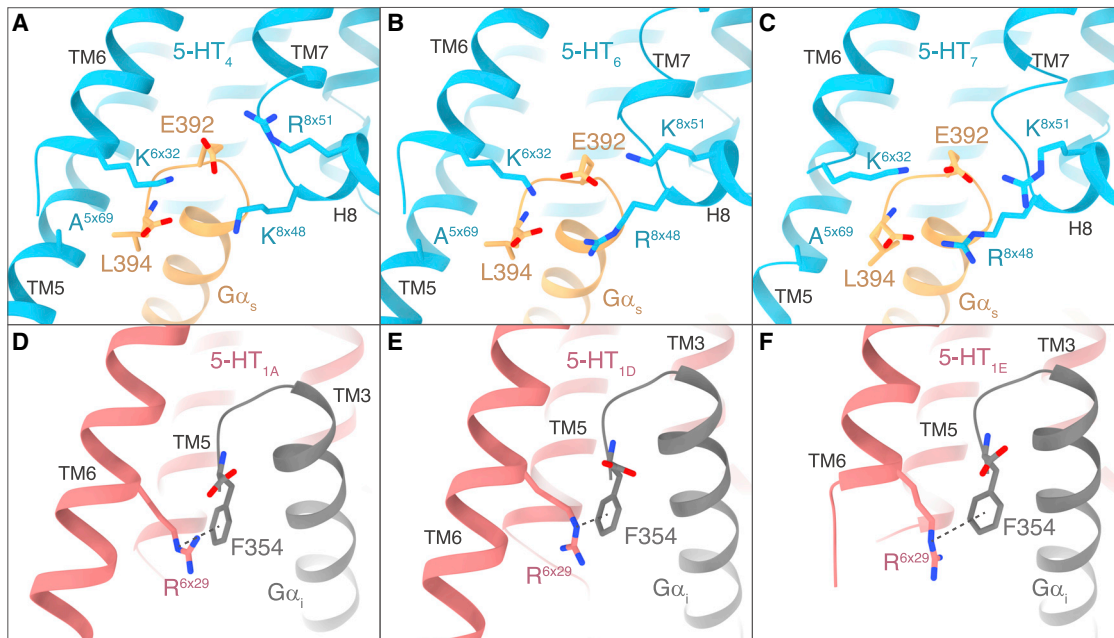 A
TM6
5-HT4
TM7
E392
R8x51
K6x32
A5x69
L394
K8x48
H8
TM5
Gαs
B
TM6
5-HT6
TM7
E392
K8x51
K6x32
A5x69
L394
R8x48
H8
TM5
Gαs
C
5-HT7
TM7
TM6
E392
K8x51
K6x32
A5x69
L394
R8x48
H8
TM5
Gαs
D
5-HT1A
TM3
TM5
TM6
F354
R6x29
Gαi
E
5-HT1D
TM3
TM5
TM6
F354
R6x29
Gαi
F
5-HT1E
TM3
TM5
TM6
F354
R6x29
Gαi